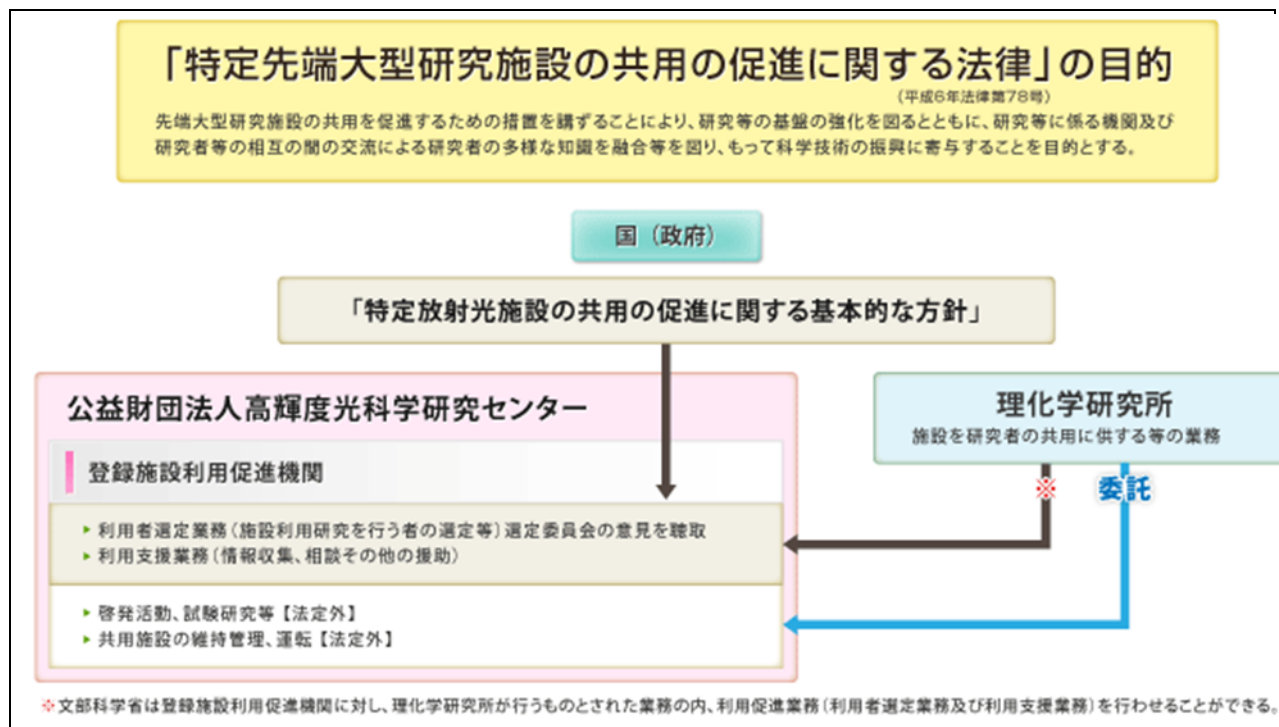 「特定先端大型研究施設の共用の促進に関する法律」の目的
(平成6年法律第78号)
先端大型研究施設の共用を促進するための措置を講ずることにより、研究等の基盤の強化を図るとともに、研究等に係る機関及び
研究者等の相互の間の交流による研究者の多様な知識を融合等を図り、もって科学技術の振興に寄与することを目的とする。
国（政府）
「特定放射光施設の共用の促進に関する基本的な方針」
公益財団法人高輝度光科学研究センター
登録施設利用促進機関
利用者選定業務(施設利用研究を行う者の選定等)選定委員会の意見を聴取
利用支援業務(情報収集、相談その他の援助)
啓発活動、試験研究等【法定外】
共用施設の維持管理、運転【法定外】
理化学研究所
施設を研究者の共用に供する等の業務
※
委託
※文部科学省は登録施設利用促進機関に対し、理化学研究所が行うものとされた業務の内、利用促進業務(利用者選定業務及び利用支援業務)を行わせることができる。